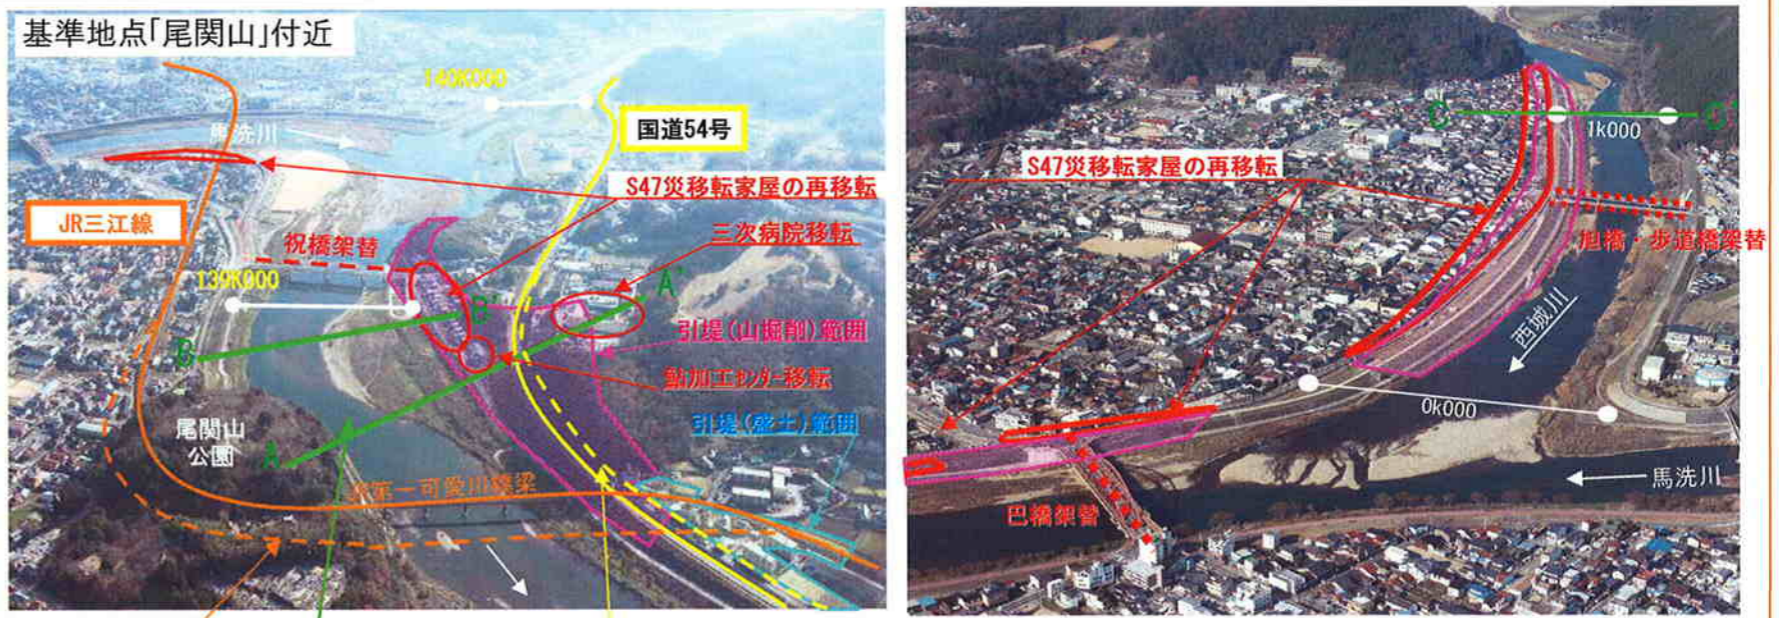 基準地点「尾関山」付近
140K000
国道54号
馬洗川
S47災移転家屋の再移転
JR三江線
三次病院移転
祝橋架替
139K000
A'
B'
引堤(山掘削)範囲
B
鮎加工センター移転
引堤(盛土)範囲
尾関山
公園
A
第一可愛川橋梁
C
C'
1k000
S47災移転家屋の再移転
旭橋・歩道橋架替
西城川
0k000
馬洗川
巴橋架替